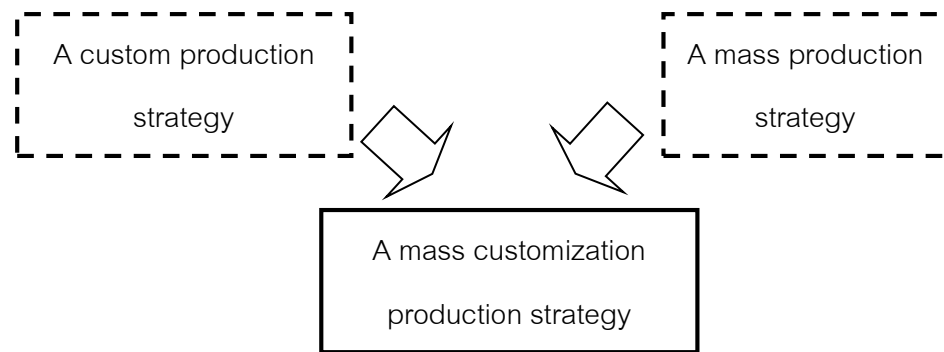 A custom production
strategy
A mass production
strategy
A mass customization
production strategy